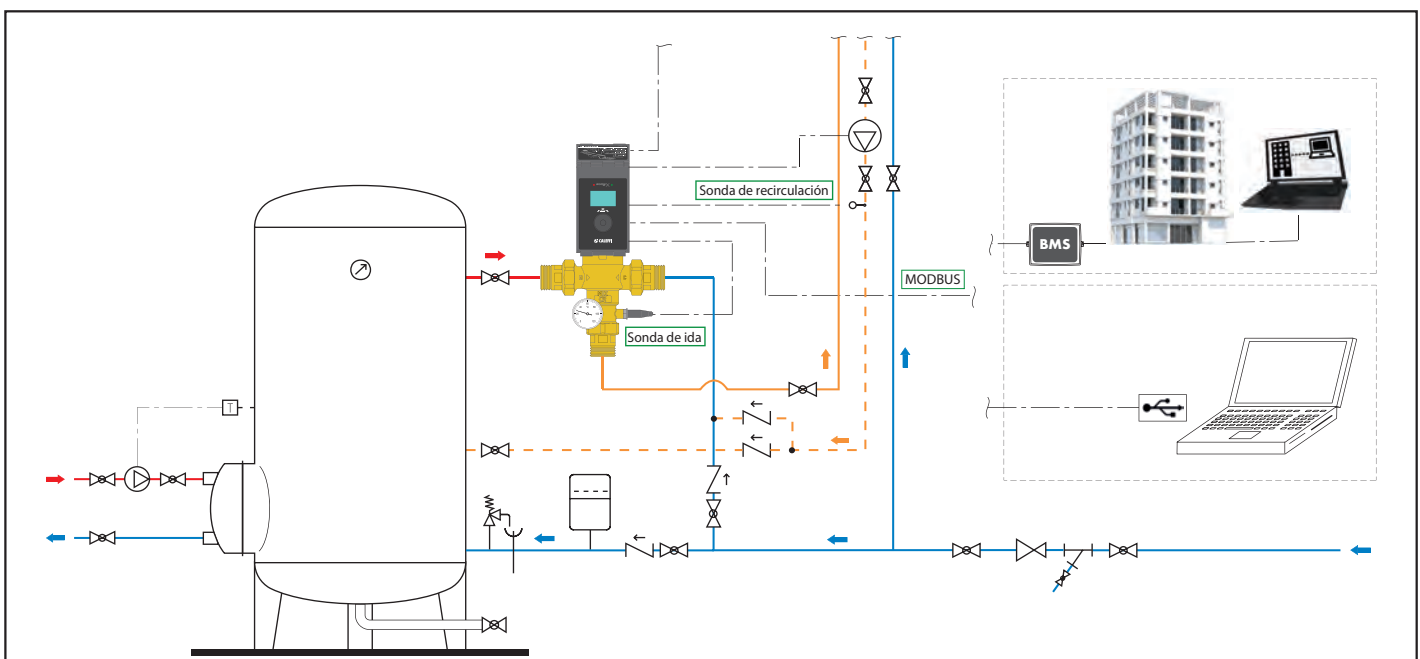 Sonda de recirculación
BMS
MODBUS
Sonda de ida
T